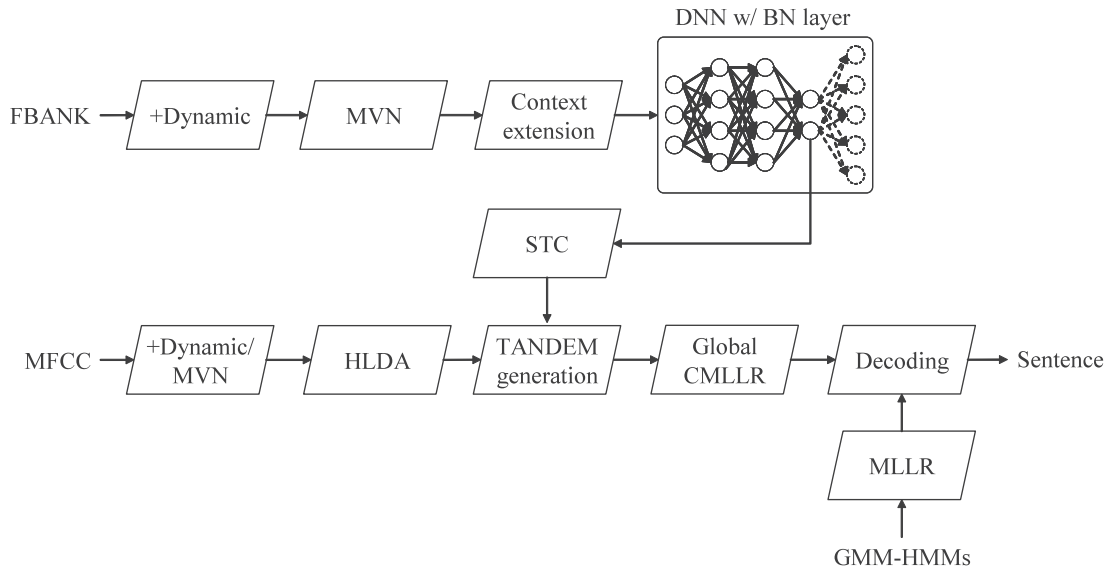 DNN w/ BN layer
FBANK
+Dynamic
MVN
Context
extension
STC
MFCC
+Dynamic/
MVN
HLDA
TANDEM
generation
Global
CMLLR
Decoding
Sentence
MLLR
GMM-HMMs